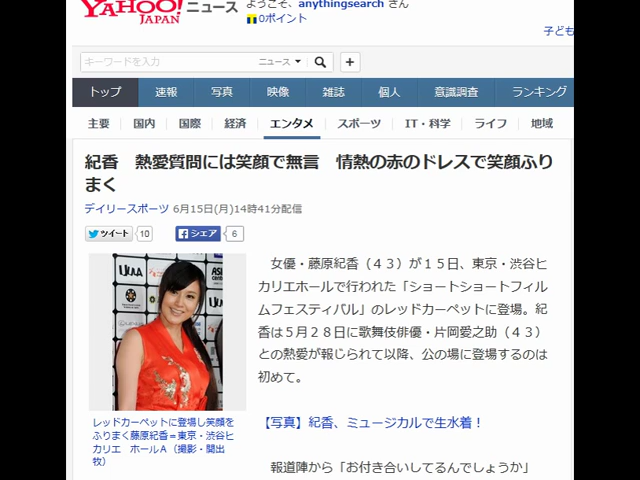 YAHOO! ニュース
JAPAN
ようこそ、anythingsearch さん
0ポイント
子ども
キーワードを入力
ニュース
トップ 速報 写真 映像 雑誌 個人 意識調査 ランキング
主要 国内 国際 経済 エンタメ スポーツ IT・科学 ライフ 地域
紀香 熱愛質問には笑顔で無言 情熱の赤のドレスで笑顔ふり
まく
デイリースポーツ 6月15日(月)14時41分配信
ツイート 10 シェア 6
女優・藤原紀香(43)が15日、東京・渋谷ヒ
カリエホールで行われた「ショートショートフィル
ムフェスティバル」のレッドカーペットに登場。紀
香は5月28日に歌舞伎俳優・片岡愛之助(43)
との熱愛が報じられて以降、公の場に登場するのは
初めて。
レッドカーペットに登場し笑顔を
ふりまく藤原紀香=東京・渋谷ヒ
カリエ ホールA(撮影・開出
牧)
【写真】紀香、ミュージカルで生水着!
報道陣から「お付き合いしてるんでしょうか」